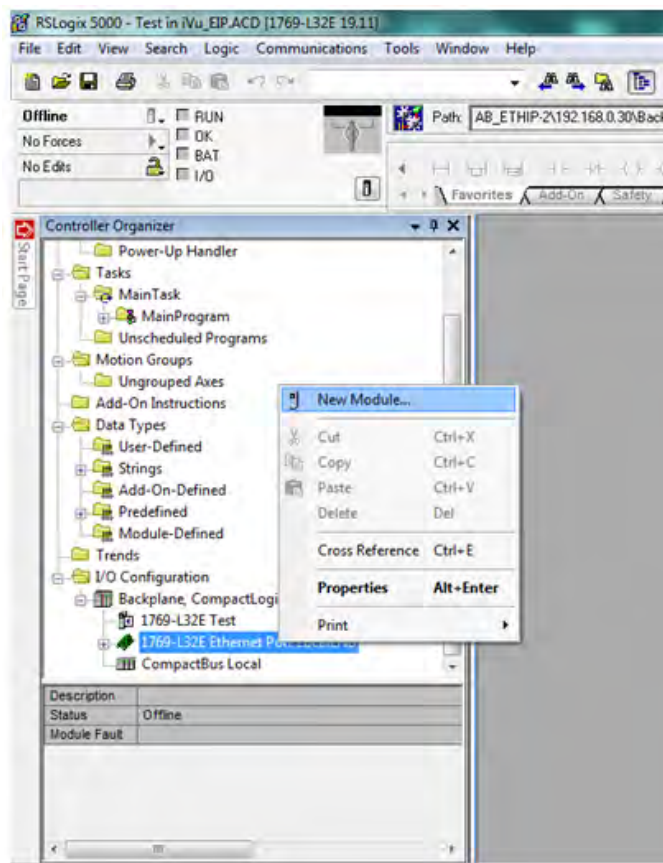 RSLogix 5000 - Test in iVu_EIP.ACD [1769-L32E 19.11]
File Edit View Search Logic Communications Tools Window Help
Offline
RUN
Path: AB_ETHIP-2\192.168.0.30\Back
No Forces
OK
No Edits
BAT
I/O
Favorites Add-On Safety
Start Page
Controller Organizer
Power-Up Handler
Tasks
MainTask
MainProgram
Unscheduled Programs
Motion Groups
Ungrouped Axes
Add-On Instructions
Data Types
User-Defined
Strings
Add-On-Defined
Predefined
Module-Defined
Trends
I/O Configuration
Backplane, CompactLogi
1769-L32E Test
1769-L32E Ethernet
CompactBus Local
New Module...
Cut Ctrl+X
Copy Ctrl+C
Paste Ctrl+V
Delete Del
Cross Reference Ctrl+E
Properties Alt+Enter
Print
Description
Status Offline
Module Fault